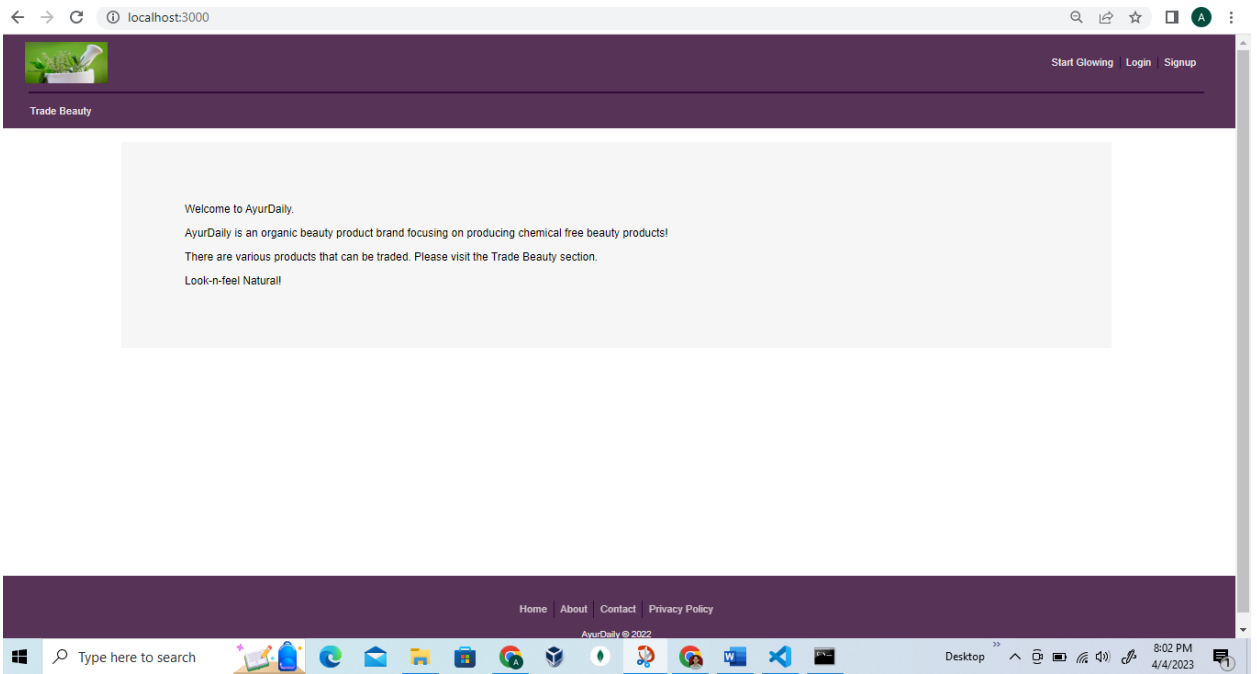 localhost:3000
A
Start Glowing Login Signup
Trade Beauty
Welcome to AyurDaily.
AyurDaily is an organic beauty product brand focusing on producing chemical free beauty products!
There are various products that can be traded. Please visit the Trade Beauty section.
Look-n-feel Natural!
Home About Contact Privacy Policy
AyurDaily © 2022
Type here to search
Desktop
8:02 PM
4/4/2023
1